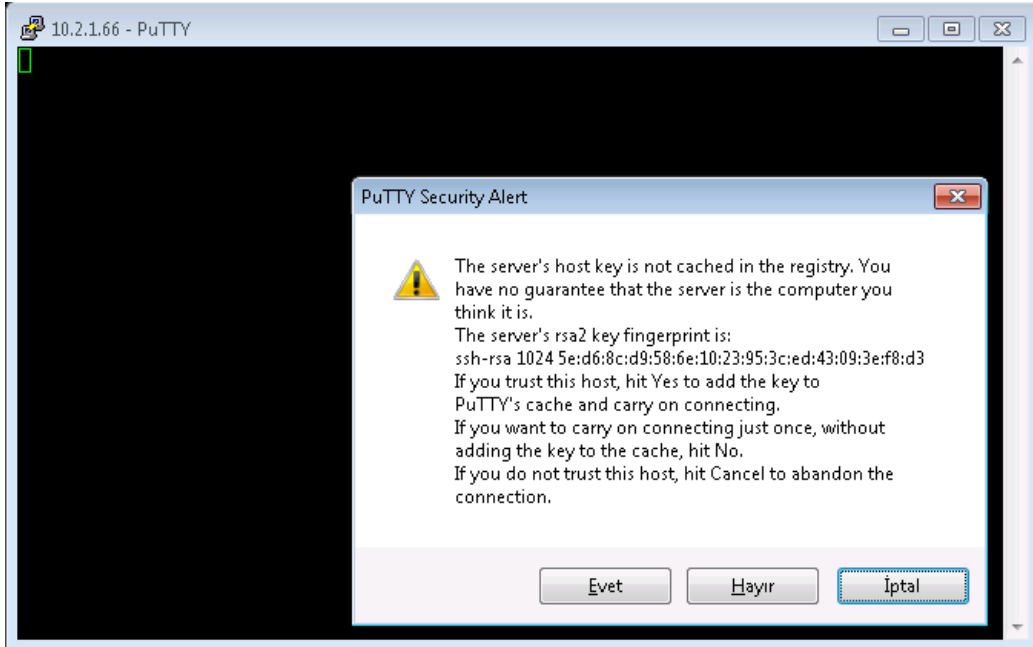 10.2.1.66 - PuTTY
PuTTY Security Alert
The server's host key is not cached in the registry. You
have no guarantee that the server is the computer you
think it is.
The server's rsa2 key fingerprint is:
ssh-rsa 1024 5e:d6:8c:d9:58:6e:10:23:95:3c:ed:43:09:3e:f8:d3
If you trust this host, hit Yes to add the key to
PuTTY's cache and carry on connecting.
If you want to carry on connecting just once, without
adding the key to the cache, hit No.
If you do not trust this host, hit Cancel to abandon the
connection.
Evet
Hayır
İptal